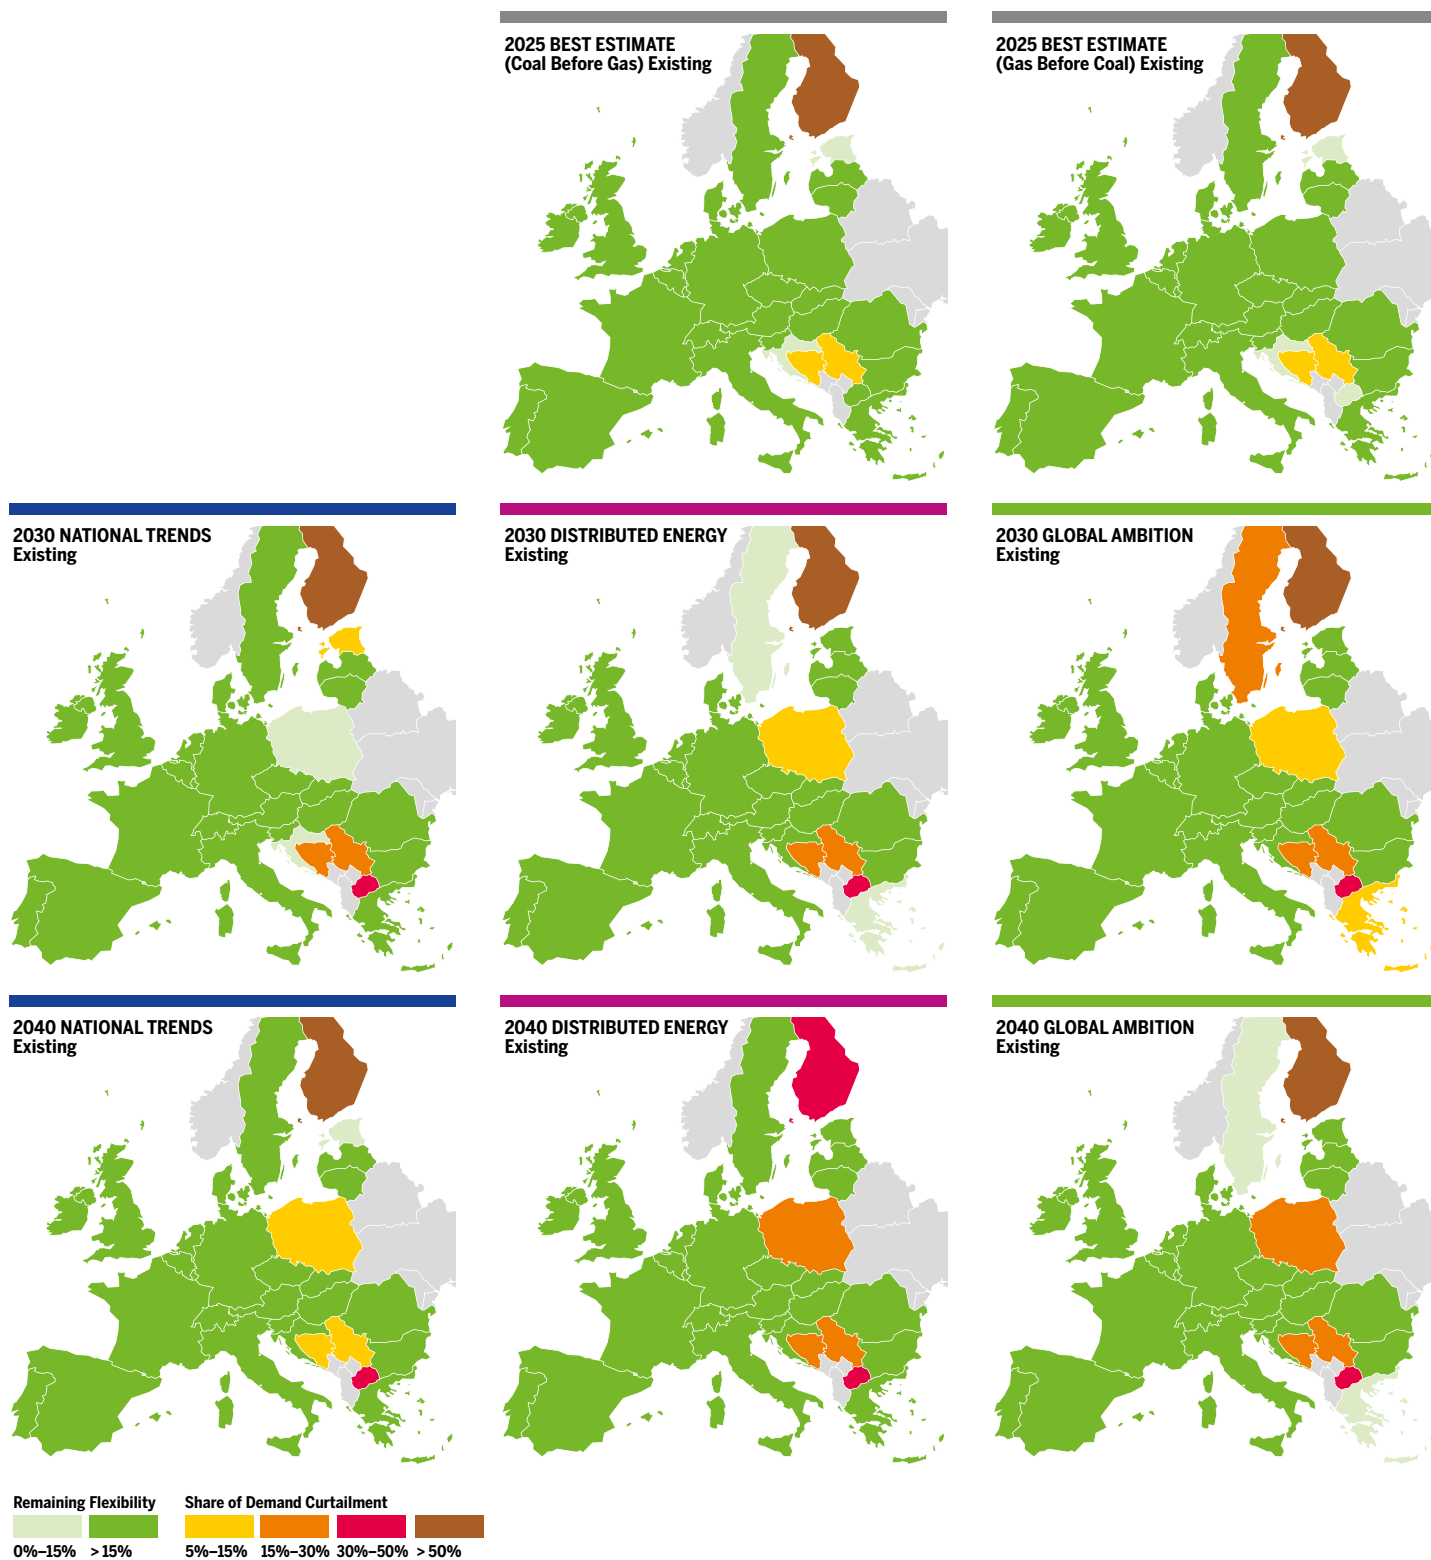 2025 BEST ESTIMATE
(Coal Before Gas) Existing
2025 BEST ESTIMATE
(Gas Before Coal) Existing
2030 NATIONAL TRENDS
Existing
2030 DISTRIBUTED ENERGY
Existing
2030 GLOBAL AMBITION
Existing
2040 NATIONAL TRENDS
Existing
2040 DISTRIBUTED ENERGY
Existing
2040 GLOBAL AMBITION
Existing
Remaining Flexibility
0%–15% > 15%
Share of Demand Curtailment
5%–15% 15%–30% 30%–50% > 50%